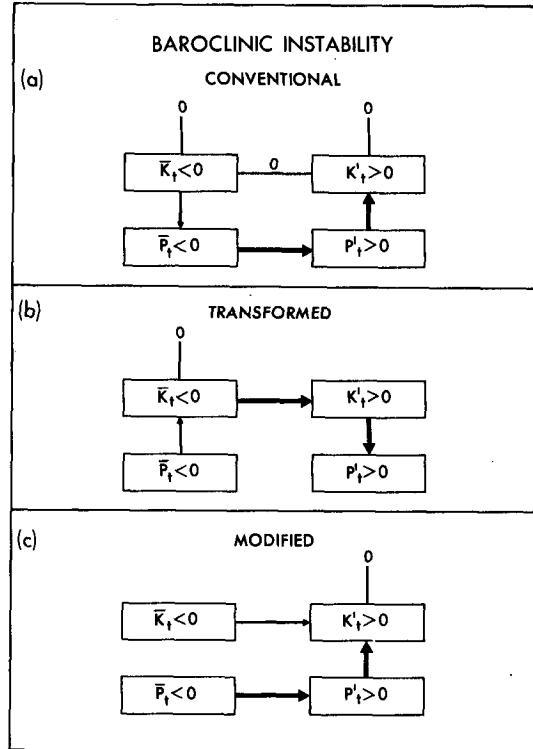 BAROCLINIC INSTABILITY
(a)
CONVENTIONAL
0 0
K̅ₜ<0 0 K'ₜ>0
P̅ₜ<0 P'ₜ>0
(b)
TRANSFORMED
0
K̅ₜ<0 K'ₜ>0
P̅ₜ<0 P'ₜ>0
(c)
MODIFIED
0
K̅ₜ<0 K'ₜ>0
P̅ₜ<0 P'ₜ>0